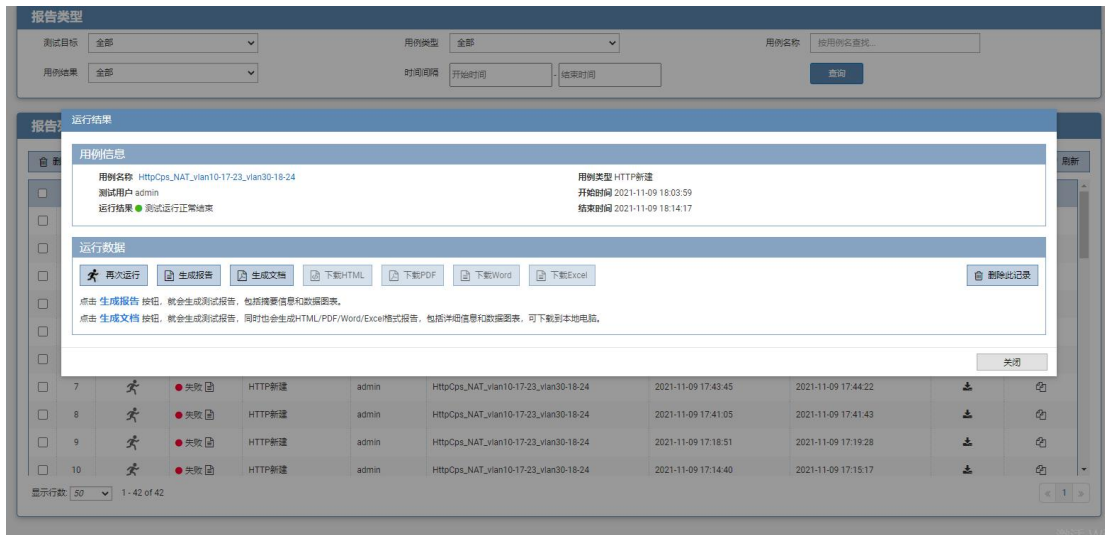 报告类型
测试目标 全部 用例类型 全部 用例名称 按用例名查找...
用例结果 全部 时间间隔 开始时间 - 结束时间 查询
报告
运行结果
刷新
用例信息
用例名称 HttpCps_NAT_vlan10-17-23_vlan30-18-24 用例类型 HTTP新建
测试用户 admin 开始时间 2021-11-09 18:03:59
运行结果 测试运行正常结束 结束时间 2021-11-09 18:14:17
运行数据
再次运行 生成报告 生成文档 下载HTML 下载PDF 下载Word 下载Excel 删除此记录
点击 生成报告 按钮，就会生成测试报告，包括摘要信息和数据图表。
点击 生成文档 按钮，就会生成测试报告，同时也会生成HTML/PDF/Word/Excel格式报告，包括详细信息和数据图表，可下载到本地电脑。
关闭
7 失败 HTTP新建 admin HttpCps_NAT_vlan10-17-23_vlan30-18-24 2021-11-09 17:43:45 2021-11-09 17:44:22
8 失败 HTTP新建 admin HttpCps_NAT_vlan10-17-23_vlan30-18-24 2021-11-09 17:41:05 2021-11-09 17:41:43
9 失败 HTTP新建 admin HttpCps_NAT_vlan10-17-23_vlan30-18-24 2021-11-09 17:18:51 2021-11-09 17:19:28
10 失败 HTTP新建 admin HttpCps_NAT_vlan10-17-23_vlan30-18-24 2021-11-09 17:14:40 2021-11-09 17:15:17
显示行数: 50 1 - 42 of 42 « 1 »